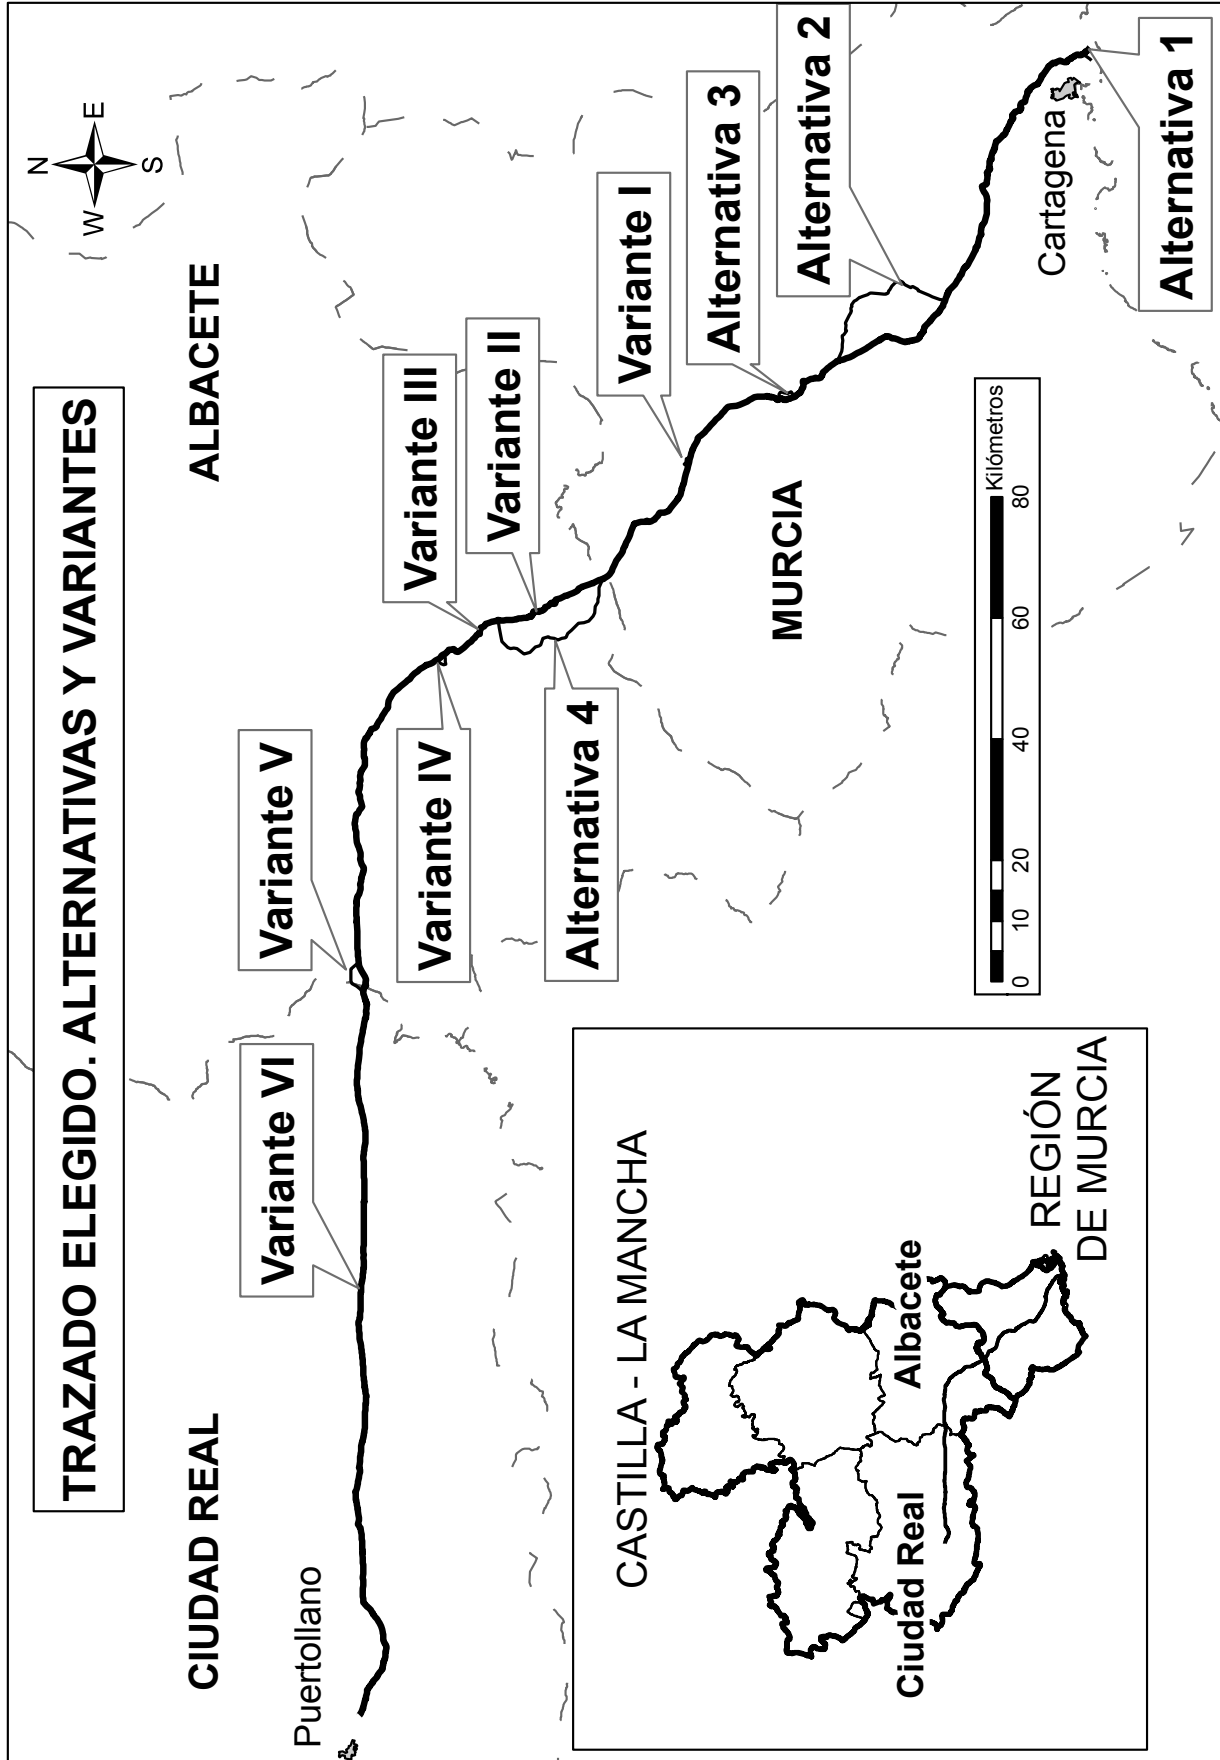 TRAZADO ELEGIDO. ALTERNATIVAS Y VARIANTES
N
W
E
S
CIUDAD REAL
ALBACETE
Puertollano
Variante VI
Variante V
Variante IV
Variante III
Variante II
Alternativa 4
Variante I
Alternativa 3
Alternativa 2
MURCIA
Cartagena
Alternativa 1
Kilómetros
0 10 20 40 60 80
CASTILLA - LA MANCHA
Ciudad Real
Albacete
REGIÓN
DE MURCIA